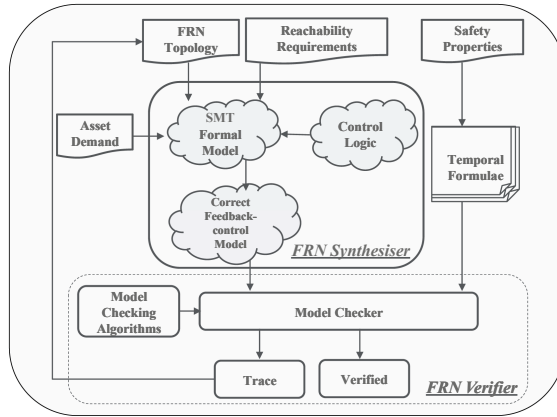 FRN
Topology
Reachability
Requirements
Safety
Properties
Asset
Demand
SMT
Formal
Model
Control
Logic
Temporal
Formulae
Correct
Feedback-
control
Model
FRN Synthesiser
Model
Checking
Algorithms
Model Checker
Trace
Verified
FRN Verifier